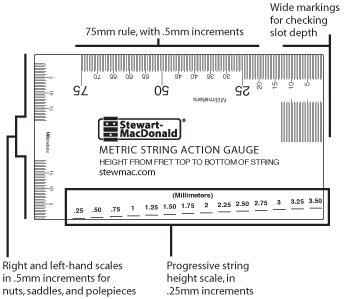 75mm rule, with .5mm increments
Wide markings
for checking
slot depth
75 70 65 60 55 50 45 40 35 30 25 20- 15- 10- 5-
Millimeters
Millimeters
Stewart-
MacDonald
METRIC STRING ACTION GAUGE
HEIGHT FROM FRET TOP TO BOTTOM OF STRING
stewmac.com
(Millimeters)
.25 .50 .75 1 1.25 1.50 1.75 2 2.25 2.50 2.75 3 3.25 3.50
Right and left-hand scales
in .5mm increments for
nuts, saddles, and polepieces
Progressive string
height scale, in
.25mm increments